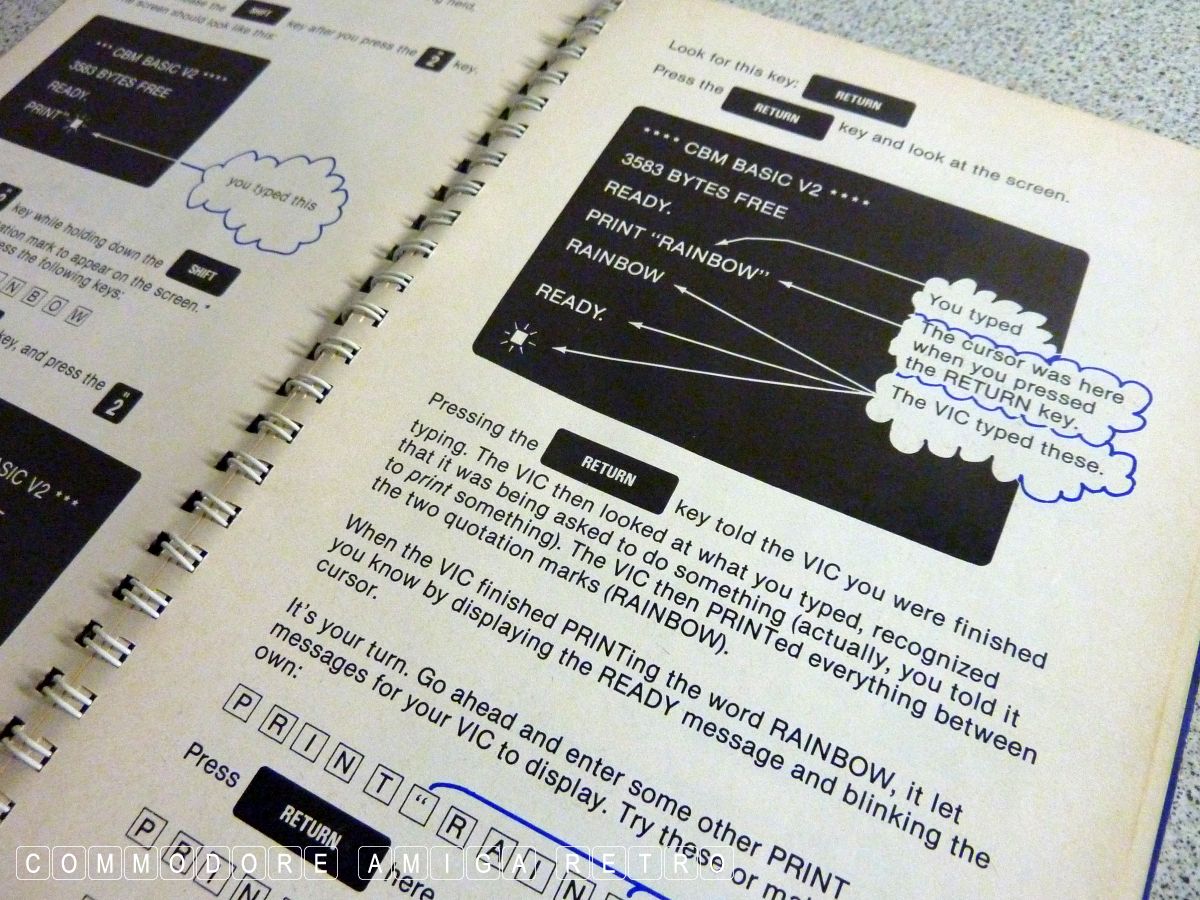 the SHIFT key after you press the " 2 key.
screen should look like this:
*** CBM BASIC V2 ****
3583 BYTES FREE
READY.
PRINT"
you typed this
key while holding down the SHIFT
mark to appear on the screen. *
the following keys:
N B O W
key, and press the " 2
V2 ***
Look for this key: RETURN
Press the RETURN key and look at the screen.
**** CBM BASIC V2 ****
3583 BYTES FREE
READY.
PRINT “RAINBOW”
RAINBOW
READY.
You typed
The cursor was here
when you pressed
the RETURN key.
The VIC typed these.
Pressing the RETURN key told the VIC you were finished
typing. The VIC then looked at what you typed, recognized
that it was being asked to do something (actually, you told it
to print something). The VIC then PRINTed everything between
the two quotation marks (RAINBOW).
When the VIC finished PRINTing the word RAINBOW, it let
you know by displaying the READY message and blinking the
cursor.
It's your turn. Go ahead and enter some other PRINT
messages for your VIC to display. Try these or
own:
P R I N T “ R A I N
Press RETURN here
P R I N
COMMODORE AMIGA RETRO